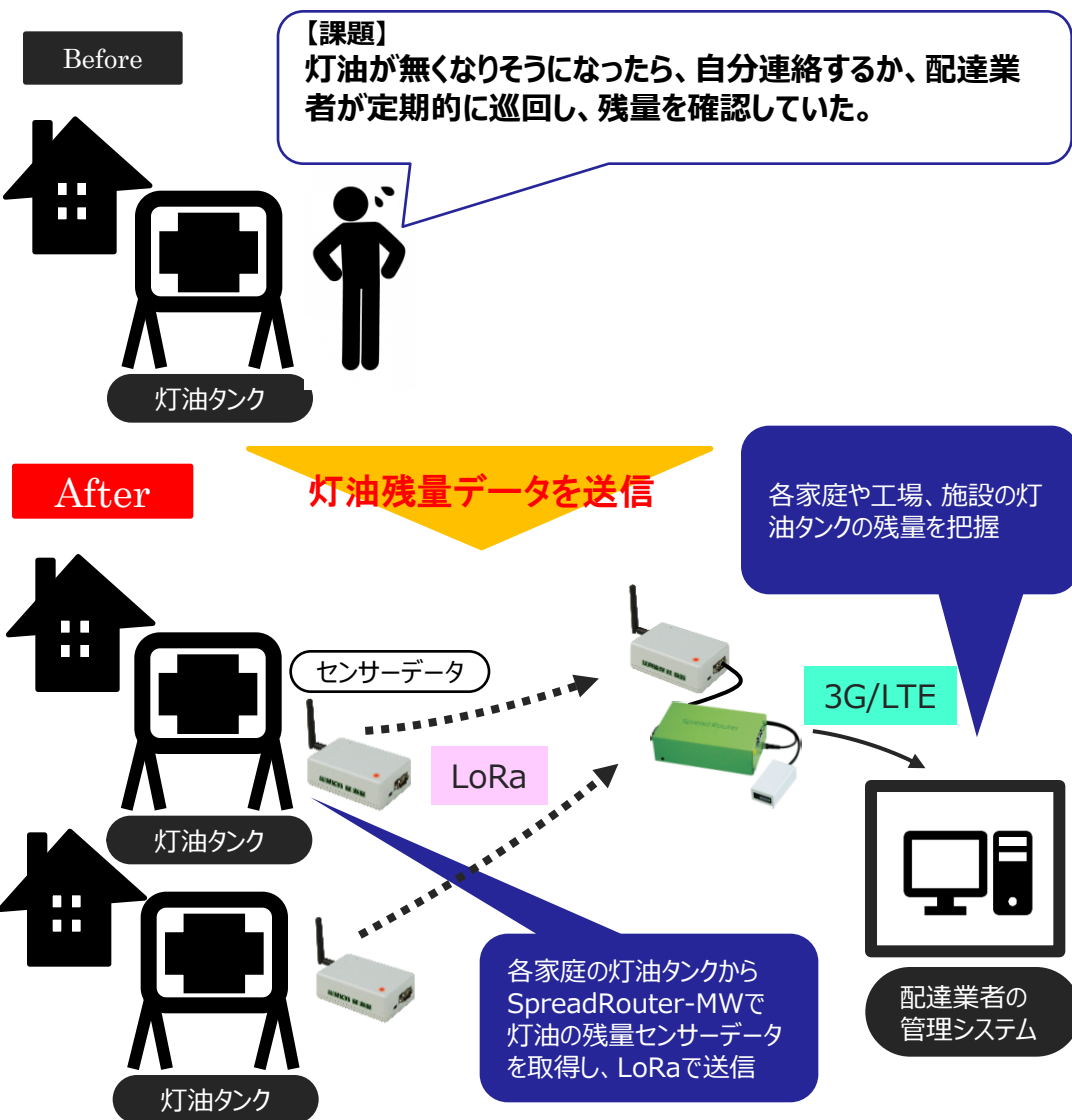 Before
【課題】
灯油が無くなりそうになったら、自分連絡するか、配達業
者が定期的に巡回し、残量を確認していた。
灯油タンク
After
灯油残量データを送信
各家庭や工場、施設の灯
油タンクの残量を把握
センサーデータ
LoRa
SpreadRouter
3G/LTE
灯油タンク
各家庭の灯油タンクから
SpreadRouter-MWで
灯油の残量センサーデータ
を取得し、LoRaで送信
配達業者の
管理システム
灯油タンク